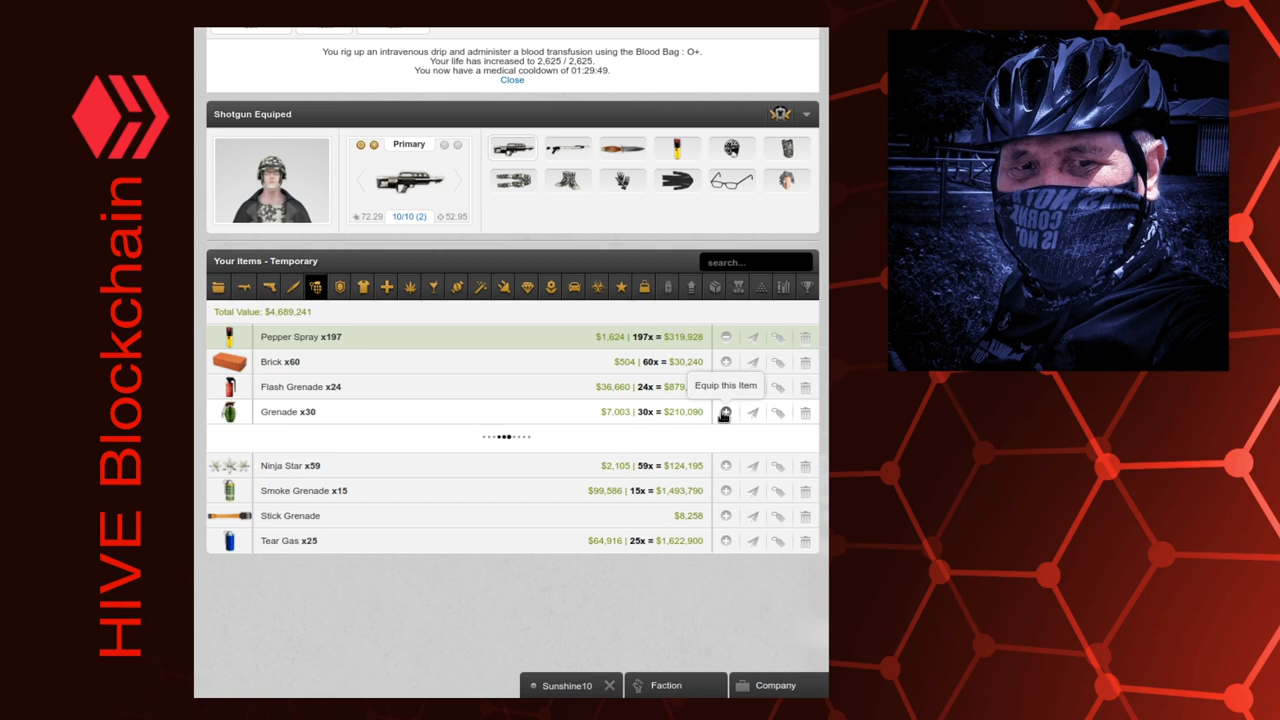 HIVE Blockchain
You rig up an intravenous drip and administer a blood transfusion using the Blood Bag : O+.
Your life has increased to 2,625 / 2,625.
You now have a medical cooldown of 01:29:49.
Close
Shotgun Equiped
Primary
72.29 10/10 (2) 52.95
Your Items - Temporary
search...
Total Value: $4,689,241
Pepper Spray x197 $1,624 | 197x = $319,928
Brick x60 $504 | 60x = $30,240
Flash Grenade x24 $36,660 | 24x = $879,
Equip this Item
Grenade x30 $7,003 | 30x = $210,090
Ninja Star x59 $2,105 | 59x = $124,195
Smoke Grenade x15 $99,586 | 15x = $1,493,790
Stick Grenade $8,258
Tear Gas x25 $64,916 | 25x = $1,622,900
Sunshine10 Faction Company